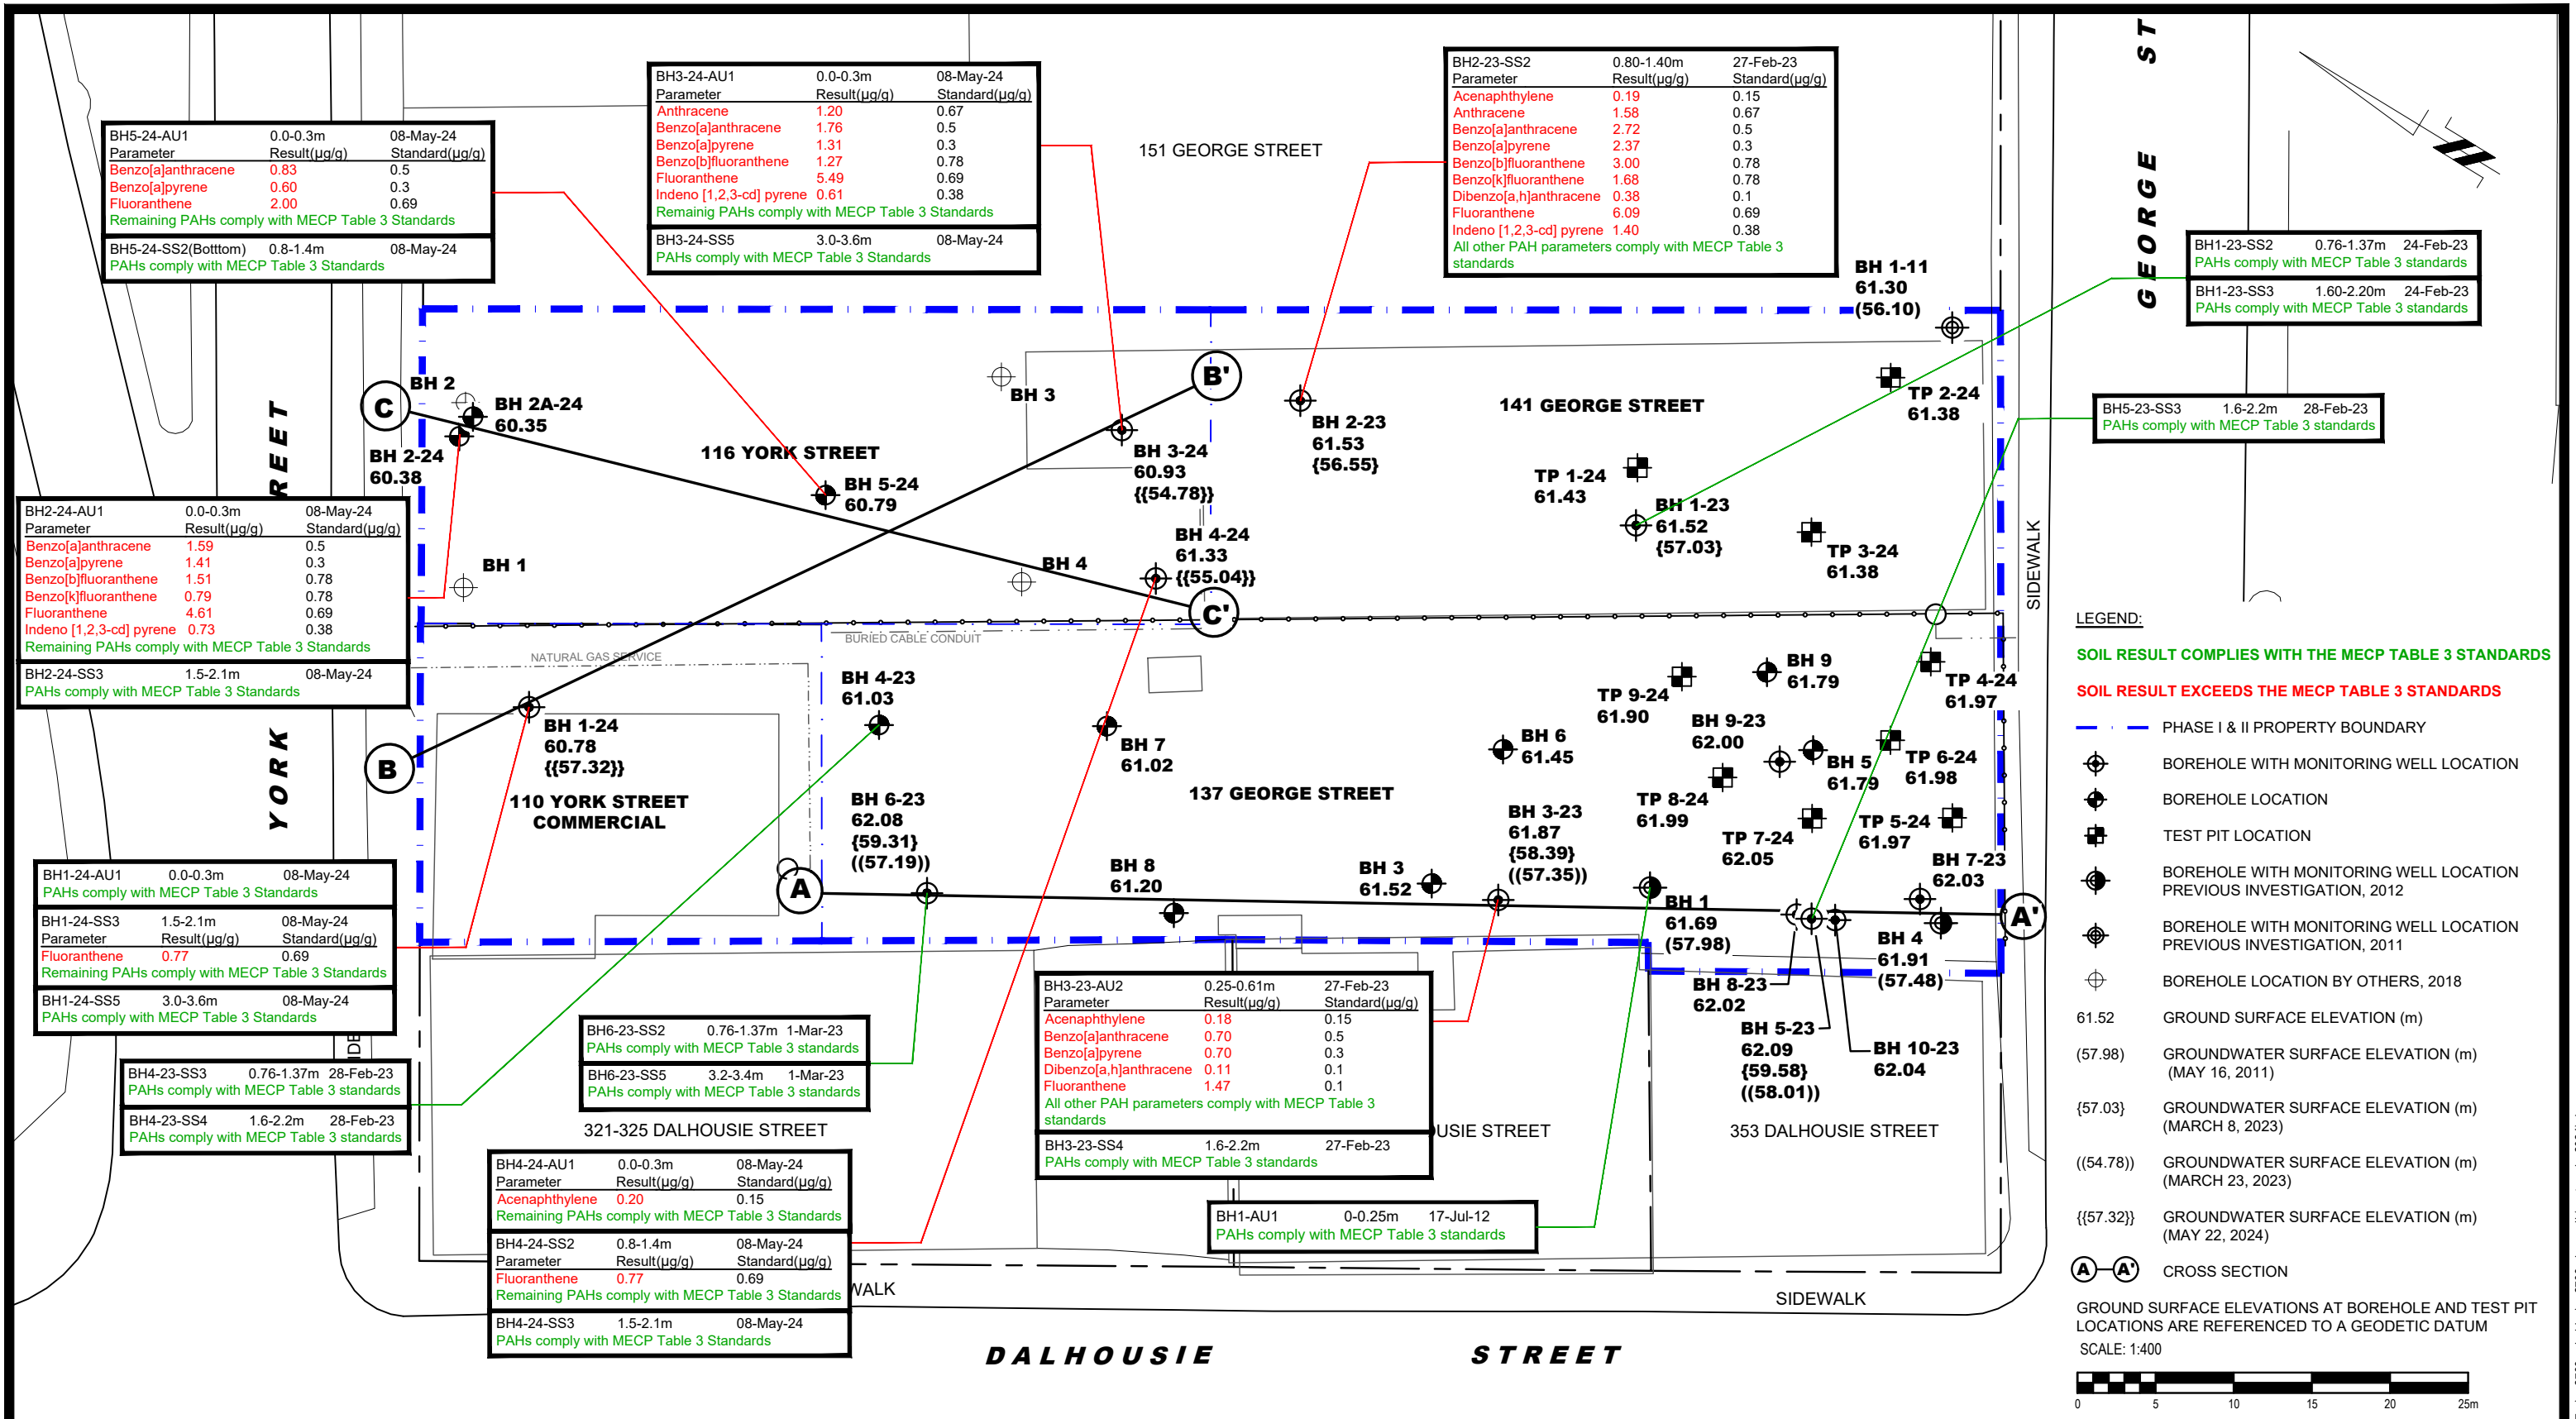 BH5-24-AU1 0.0-0.3m 08-May-24
Parameter Result(µg/g) Standard(µg/g)
Benzo[a]anthracene 0.83 0.5
Benzo[a]pyrene 0.60 0.3
Fluoranthene 2.00 0.69
Remaining PAHs comply with MECP Table 3 Standards
BH5-24-SS2(Botttom) 0.8-1.4m 08-May-24
PAHs comply with MECP Table 3 Standards
BH3-24-AU1 0.0-0.3m 08-May-24
Parameter Result(µg/g) Standard(µg/g)
Anthracene 1.20 0.67
Benzo[a]anthracene 1.76 0.5
Benzo[a]pyrene 1.31 0.3
Benzo[b]fluoranthene 1.27 0.78
Fluoranthene 5.49 0.69
Indeno [1,2,3-cd] pyrene 0.61 0.38
Remainig PAHs comply with MECP Table 3 Standards
BH3-24-SS5 3.0-3.6m 08-May-24
PAHs comply with MECP Table 3 Standards
151 GEORGE STREET
BH2-23-SS2 0.80-1.40m 27-Feb-23
Parameter Result(µg/g) Standard(µg/g)
Acenaphthylene 0.19 0.15
Anthracene 1.58 0.67
Benzo[a]anthracene 2.72 0.5
Benzo[a]pyrene 2.37 0.3
Benzo[b]fluoranthene 3.00 0.78
Benzo[k]fluoranthene 1.68 0.78
Dibenzo[a,h]anthracene 0.38 0.1
Fluoranthene 6.09 0.69
Indeno [1,2,3-cd] pyrene 1.40 0.38
All other PAH parameters comply with MECP Table 3
standards
GEORGE ST
BH1-23-SS2 0.76-1.37m 24-Feb-23
PAHs comply with MECP Table 3 standards
BH1-23-SS3 1.60-2.20m 24-Feb-23
PAHs comply with MECP Table 3 standards
BH5-23-SS3 1.6-2.2m 28-Feb-23
PAHs comply with MECP Table 3 standards
BH 1-11
61.30
(56.10)
C
BH 2
BH 2A-24
60.35
BH 2-24
60.38
BH 3
B'
BH 3-24
60.93
{{54.78}}
BH 2-23
61.53
{56.55}
141 GEORGE STREET
TP 2-24
61.38
116 YORK STREET
BH 5-24
60.79
TP 1-24
61.43
BH 1-23
61.52
{57.03}
TP 3-24
61.38
BH 4-24
61.33
{{55.04}}
BH 1
BH 4
C'
SIDEWALK
REET
YORK
BH2-24-AU1 0.0-0.3m 08-May-24
Parameter Result(µg/g) Standard(µg/g)
Benzo[a]anthracene 1.59 0.5
Benzo[a]pyrene 1.41 0.3
Benzo[b]fluoranthene 1.51 0.78
Benzo[k]fluoranthene 0.79 0.78
Fluoranthene 4.61 0.69
Indeno [1,2,3-cd] pyrene 0.73 0.38
Remaining PAHs comply with MECP Table 3 Standards
BH2-24-SS3 1.5-2.1m 08-May-24
PAHs comply with MECP Table 3 Standards
NATURAL GAS SERVICE
BURIED CABLE CONDUIT
B
BH 1-24
60.78
{{57.32}}
110 YORK STREET
COMMERCIAL
BH 4-23
61.03
BH 7
61.02
BH 6
61.45
TP 9-24
61.90
BH 9
61.79
TP 4-24
61.97
BH 9-23
62.00
BH 5
61.79
TP 6-24
61.98
137 GEORGE STREET
BH 6-23
62.08
{59.31}
((57.19))
A
BH 8
61.20
BH 3
61.52
BH 3-23
61.87
{58.39}
((57.35))
TP 8-24
61.99
TP 7-24
62.05
TP 5-24
61.97
BH 7-23
62.03
BH 1
61.69
(57.98)
BH 4
61.91
(57.48)
A'
BH 8-23
62.02
BH 5-23
62.09
{59.58}
((58.01))
BH 10-23
62.04
BH1-24-AU1 0.0-0.3m 08-May-24
PAHs comply with MECP Table 3 Standards
BH1-24-SS3 1.5-2.1m 08-May-24
Parameter Result(µg/g) Standard(µg/g)
Fluoranthene 0.77 0.69
Remaining PAHs comply with MECP Table 3 Standards
BH1-24-SS5 3.0-3.6m 08-May-24
PAHs comply with MECP Table 3 Standards
IDE
BH4-23-SS3 0.76-1.37m 28-Feb-23
PAHs comply with MECP Table 3 standards
BH4-23-SS4 1.6-2.2m 28-Feb-23
PAHs comply with MECP Table 3 standards
BH6-23-SS2 0.76-1.37m 1-Mar-23
PAHs comply with MECP Table 3 standards
BH6-23-SS5 3.2-3.4m 1-Mar-23
PAHs comply with MECP Table 3 standards
321-325 DALHOUSIE STREET
BH4-24-AU1 0.0-0.3m 08-May-24
Parameter Result(µg/g) Standard(µg/g)
Acenaphthylene 0.20 0.15
Remaining PAHs comply with MECP Table 3 Standards
BH4-24-SS2 0.8-1.4m 08-May-24
Parameter Result(µg/g) Standard(µg/g)
Fluoranthene 0.77 0.69
Remaining PAHs comply with MECP Table 3 Standards
BH4-24-SS3 1.5-2.1m 08-May-24
PAHs comply with MECP Table 3 Standards
BH3-23-AU2 0.25-0.61m 27-Feb-23
Parameter Result(µg/g) Standard(µg/g)
Acenaphthylene 0.18 0.15
Benzo[a]anthracene 0.70 0.5
Benzo[a]pyrene 0.70 0.3
Dibenzo[a,h]anthracene 0.11 0.1
Fluoranthene 1.47 0.1
All other PAH parameters comply with MECP Table 3
standards
BH3-23-SS4 1.6-2.2m 27-Feb-23
PAHs comply with MECP Table 3 standards
USIE STREET
353 DALHOUSIE STREET
BH1-AU1 0-0.25m 17-Jul-12
PAHs comply with MECP Table 3 standards
WALK
SIDEWALK
DALHOUSIE STREET
LEGEND:
SOIL RESULT COMPLIES WITH THE MECP TABLE 3 STANDARDS
SOIL RESULT EXCEEDS THE MECP TABLE 3 STANDARDS
PHASE I & II PROPERTY BOUNDARY
BOREHOLE WITH MONITORING WELL LOCATION
BOREHOLE LOCATION
TEST PIT LOCATION
BOREHOLE WITH MONITORING WELL LOCATION
PREVIOUS INVESTIGATION, 2012
BOREHOLE WITH MONITORING WELL LOCATION
PREVIOUS INVESTIGATION, 2011
BOREHOLE LOCATION BY OTHERS, 2018
61.52 GROUND SURFACE ELEVATION (m)
(57.98) GROUNDWATER SURFACE ELEVATION (m)
(MAY 16, 2011)
{57.03} GROUNDWATER SURFACE ELEVATION (m)
(MARCH 8, 2023)
((54.78)) GROUNDWATER SURFACE ELEVATION (m)
(MARCH 23, 2023)
{{57.32}} GROUNDWATER SURFACE ELEVATION (m)
(MAY 22, 2024)
A A' CROSS SECTION
GROUND SURFACE ELEVATIONS AT BOREHOLE AND TEST PIT
LOCATIONS ARE REFERENCED TO A GEODETIC DATUM
SCALE: 1:400
0 5 10 15 20 25m